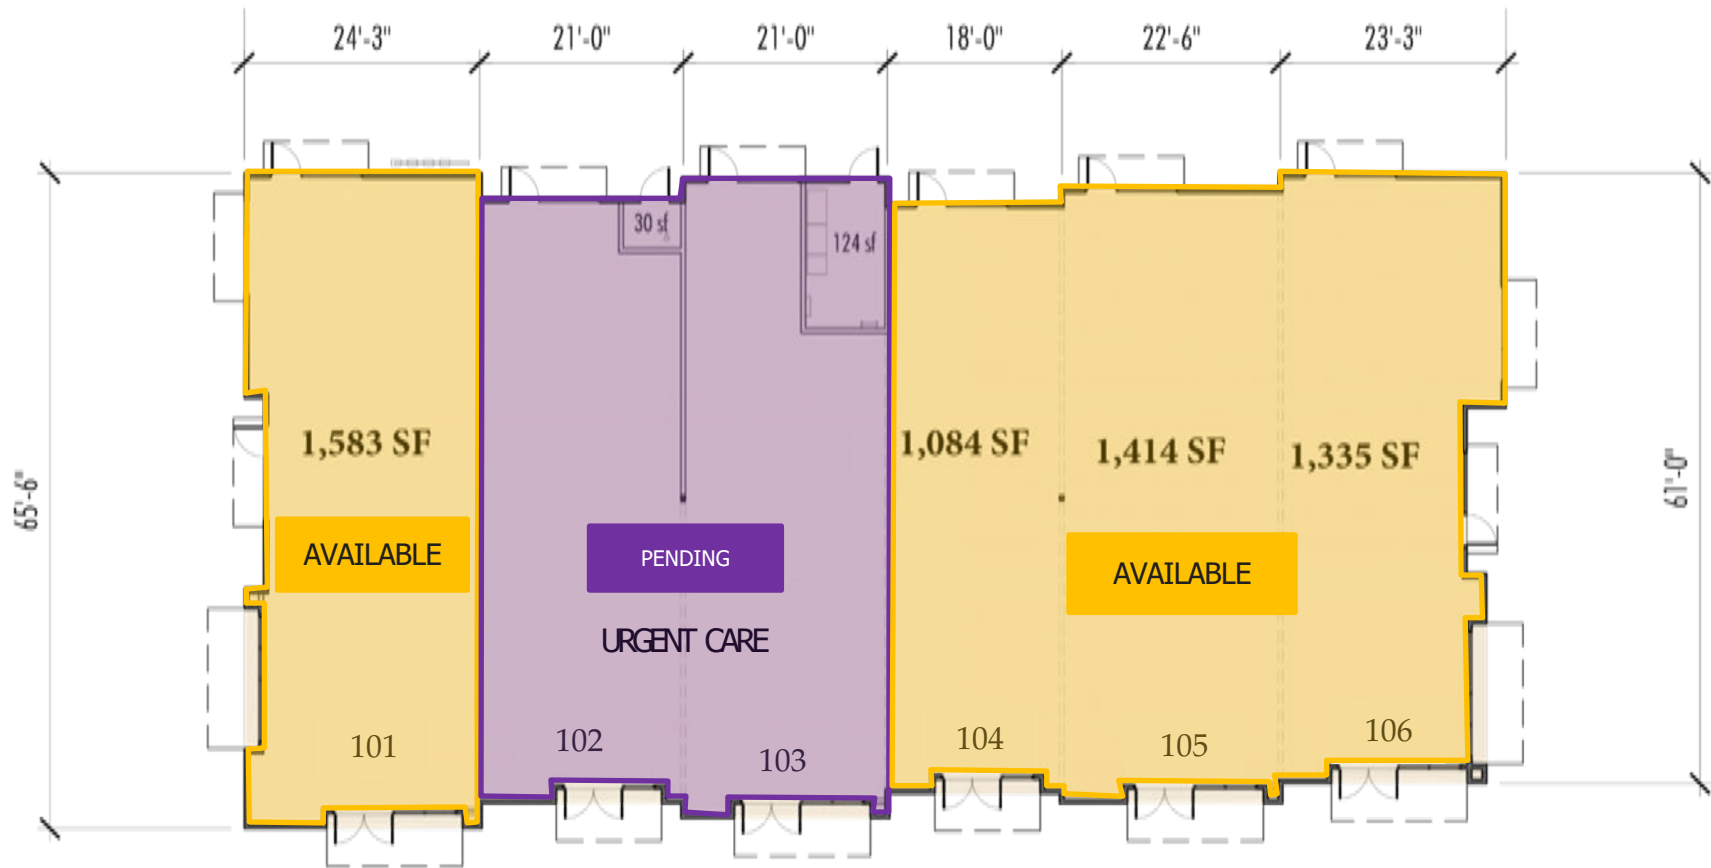 24'-3"
21'-0"
21'-0"
18'-0"
22'-6"
23'-3"
30 sf
124 sf
1,583 SF
1,084 SF
1,414 SF
1,335 SF
65'-6"
61'-0"
AVAILABLE
PENDING
AVAILABLE
URGENT CARE
101
102
103
104
105
106